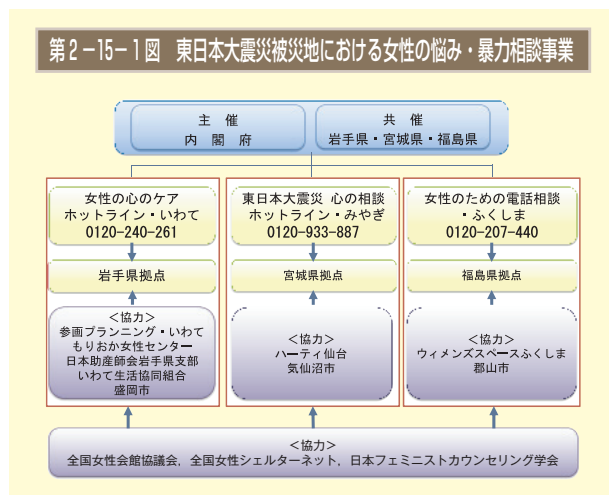 第2－15－1図　東日本大震災被災地における女性の悩み・暴力相談事業
主　催
内　閣　府
共　催
岩手県・宮城県・福島県
女性の心のケア
ホットライン・いわて
0120-240-261
岩手県拠点
＜協力＞
参画プランニング・いわて
もりおか女性センター
日本助産師会岩手県支部
いわて生活協同組合
盛岡市
東日本大震災 心の相談
ホットライン・みやぎ
0120-933-887
宮城県拠点
＜協力＞
ハーティ仙台
気仙沼市
女性のための電話相談
・ふくしま
0120-207-440
福島県拠点
＜協力＞
ウィメンズスペースふくしま
郡山市
＜協力＞
全国女性会館協議会，全国女性シェルターネット，日本フェミニストカウンセリング学会